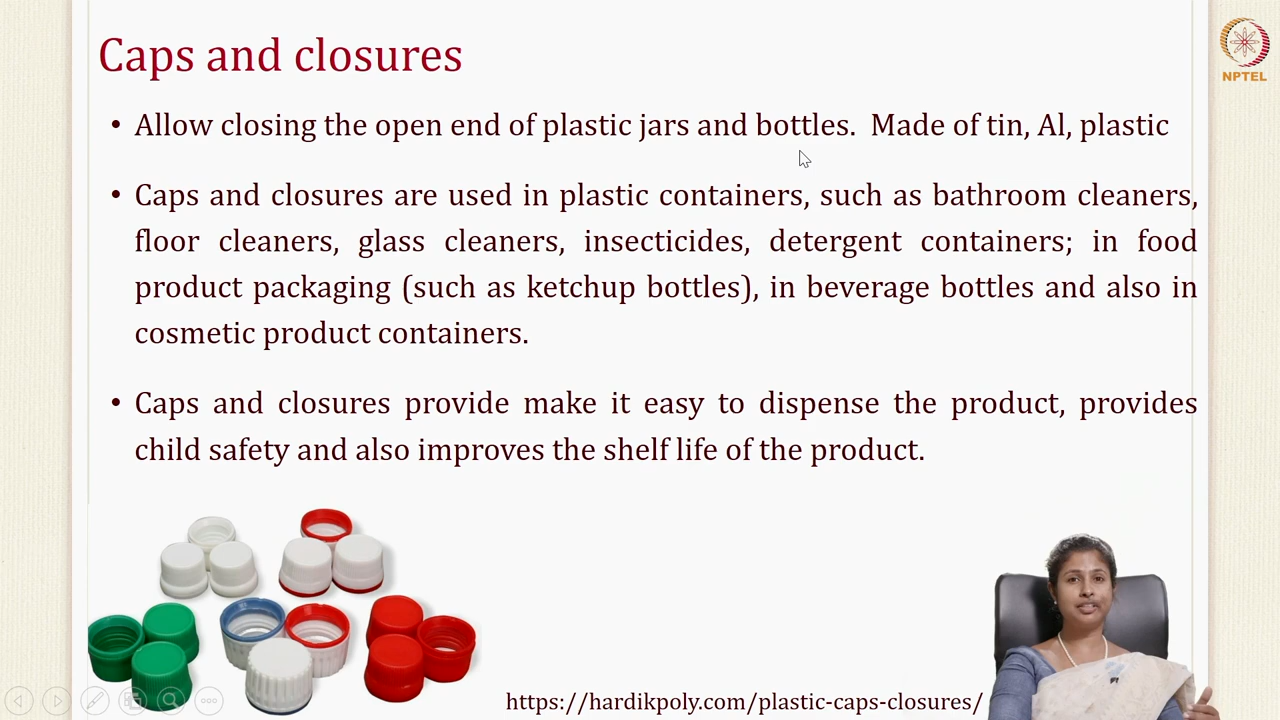 Caps and closures
NPTEL
• Allow closing the open end of plastic jars and bottles.  Made of tin, Al, plastic
• Caps and closures are used in plastic containers, such as bathroom cleaners,
floor cleaners, glass cleaners, insecticides, detergent containers; in food
product packaging (such as ketchup bottles), in beverage bottles and also in
cosmetic product containers.
• Caps and closures provide make it easy to dispense the product, provides
child safety and also improves the shelf life of the product.
https://hardikpoly.com/plastic-caps-closures/